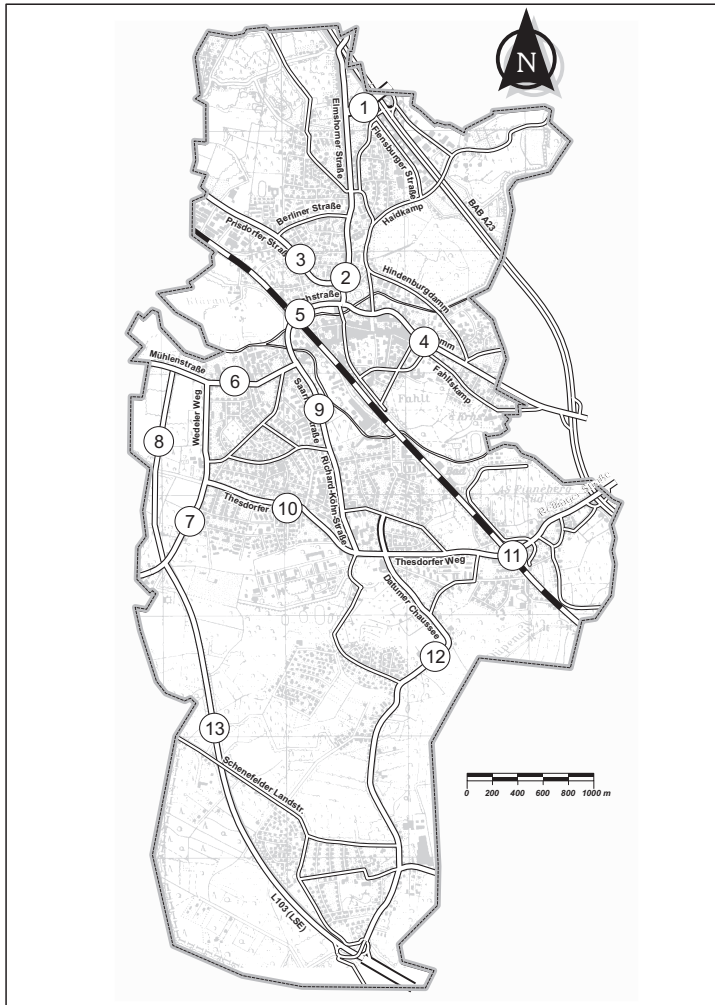 N
1
Elmshorner Straße
Flensburger Straße
BAB A23
Haidkamp
Berliner Straße
Prisdorfer Straße
3
2
Hindenburgdamm
5
4
Fahltskamp
Fahlt
Mühlenstraße
6
Wedeler Weg
9
8
Richard-Köhn-Straße
7
Thesdorfer
10
11
Thesdorfer Weg
Datumer Chaussee
12
13
Schenefelder Landstr.
0 200 400 600 800 1000 m
L103 (LSE)